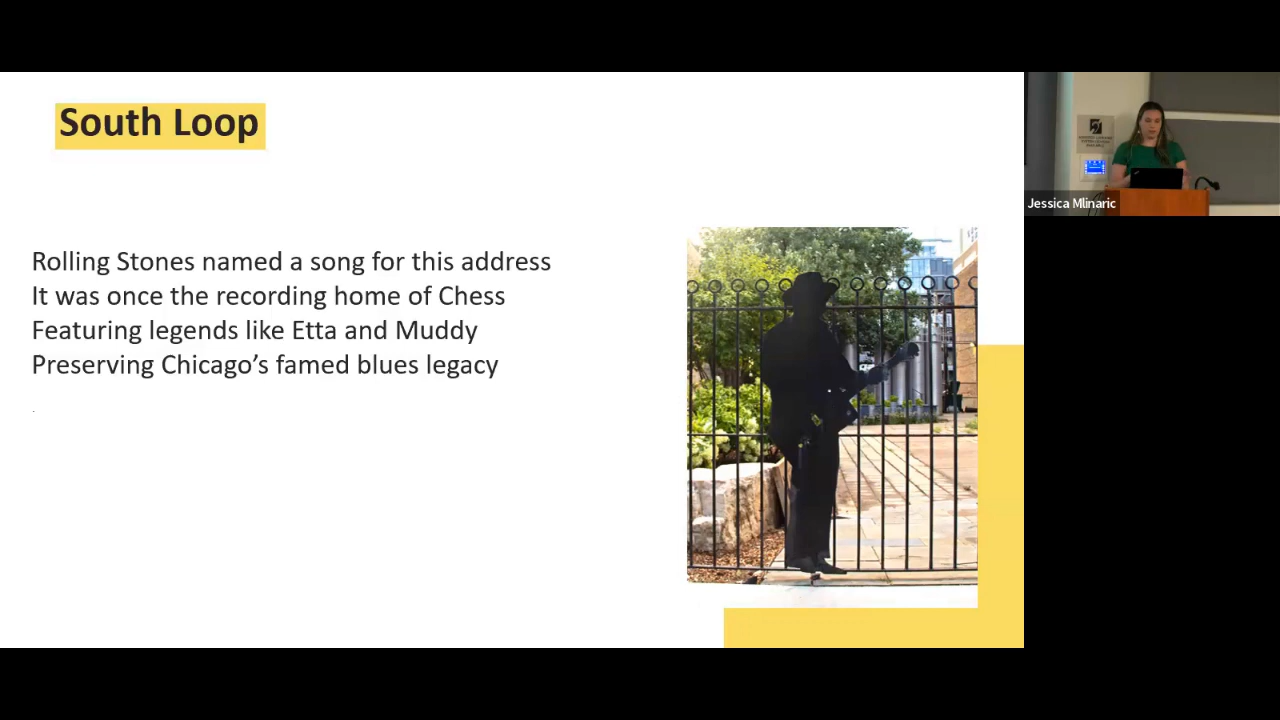 South Loop
Rolling Stones named a song for this address
It was once the recording home of Chess
Featuring legends like Etta and Muddy
Preserving Chicago’s famed blues legacy
Jessica Mlinaric